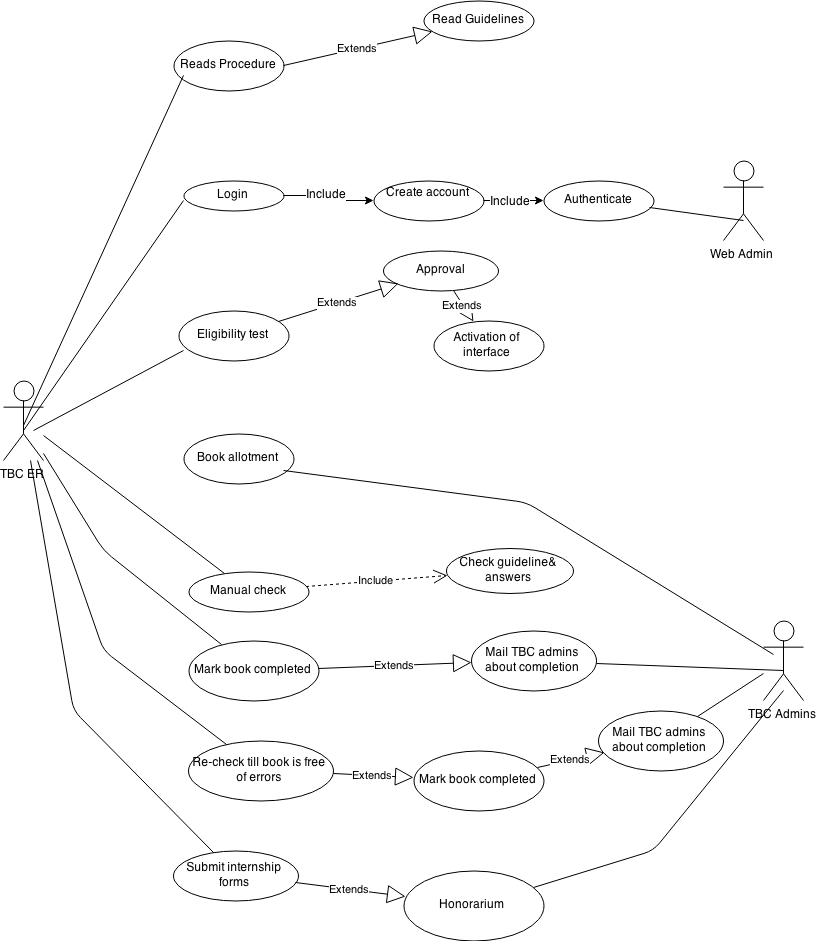 Read Guidelines
Extends
Reads Procedure
Login
Include
Create account
Include
Authenticate
Web Admin
Approval
Extends
Extends
Eligibility test
Activation of
interface
TBC ER
Book allotment
Check guideline&
answers
Include
Manual check
Mail TBC admins
about completion
Extends
Mark book completed
TBC Admins
Mail TBC admins
about completion
Extends
Re-check till book is free
of errors
Extends
Mark book completed
Submit internship
forms
Extends
Honorarium